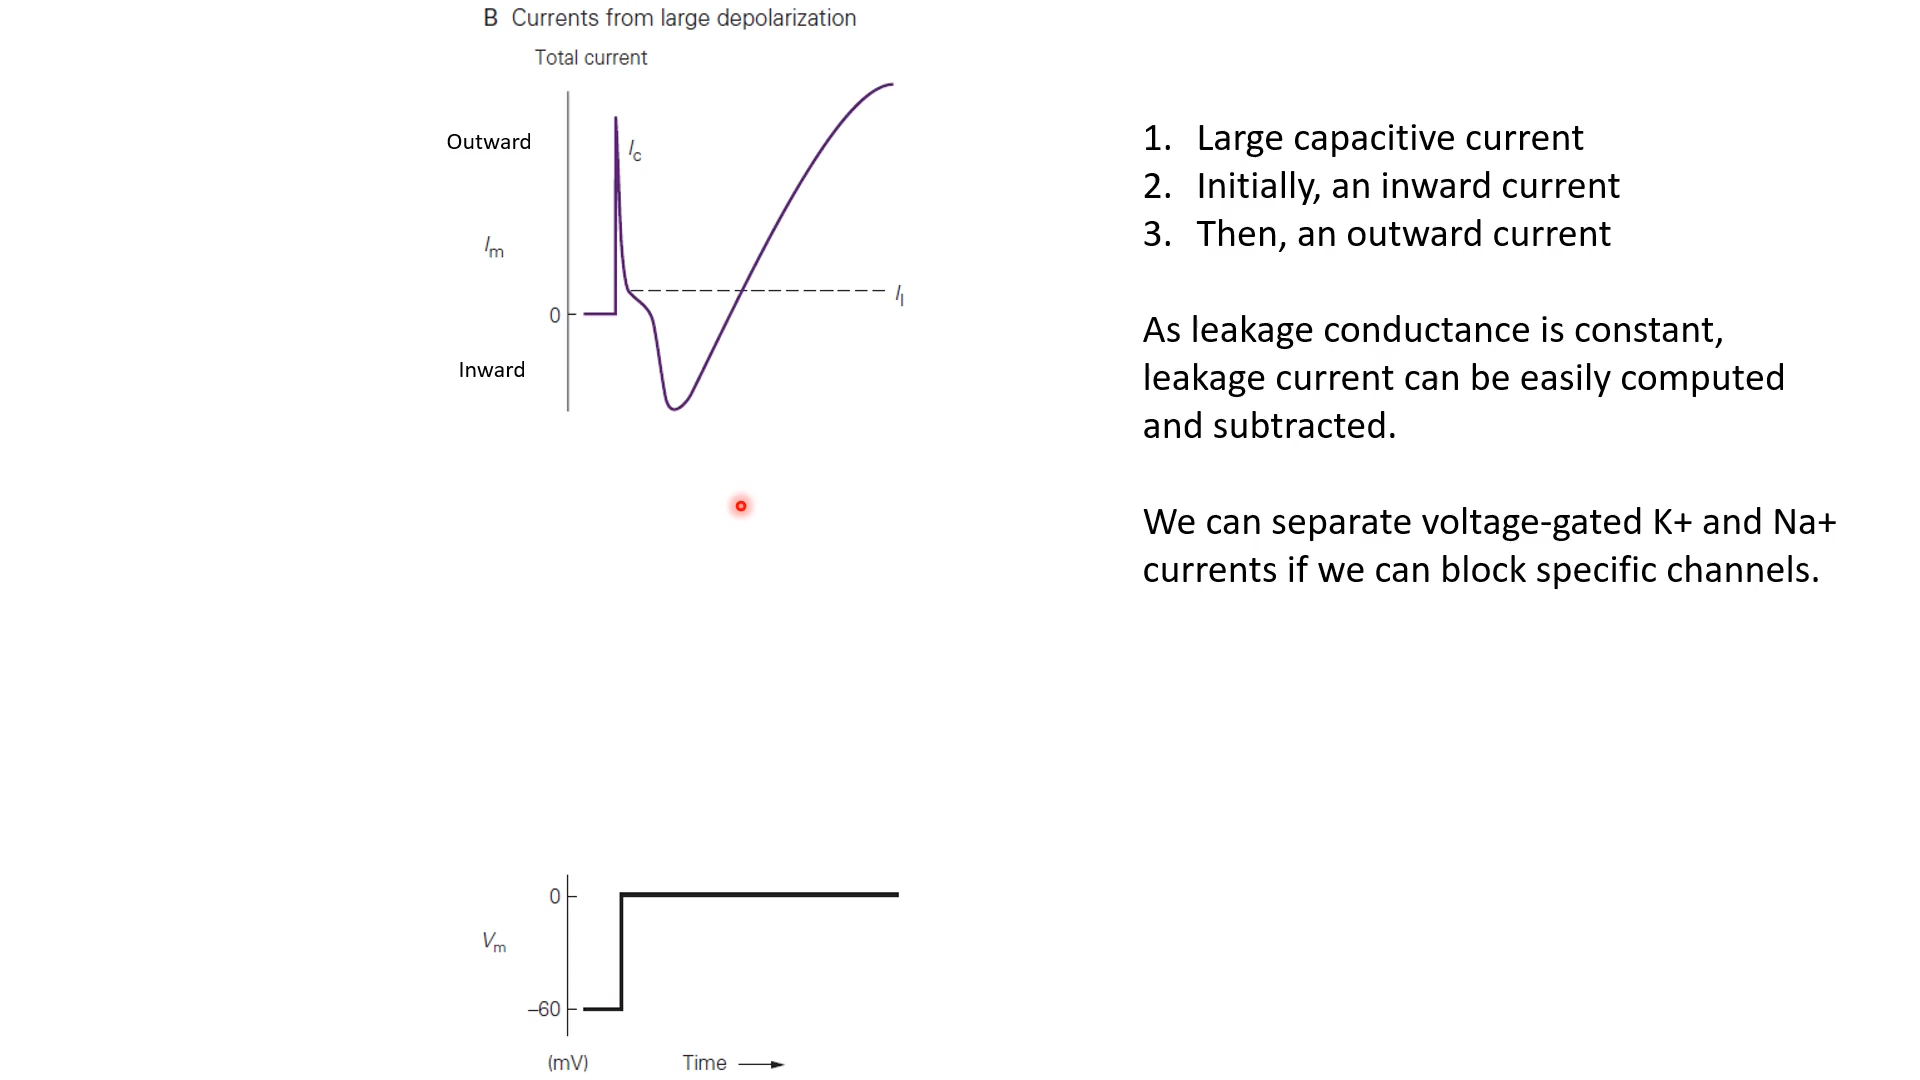 B Currents from large depolarization
Total current
Outward
Ic
Im
Il
0
Inward
1. Large capacitive current
2. Initially, an inward current
3. Then, an outward current
As leakage conductance is constant,
leakage current can be easily computed
and subtracted.
We can separate voltage-gated K+ and Na+
currents if we can block specific channels.
0
Vm
–60
(mV)
Time